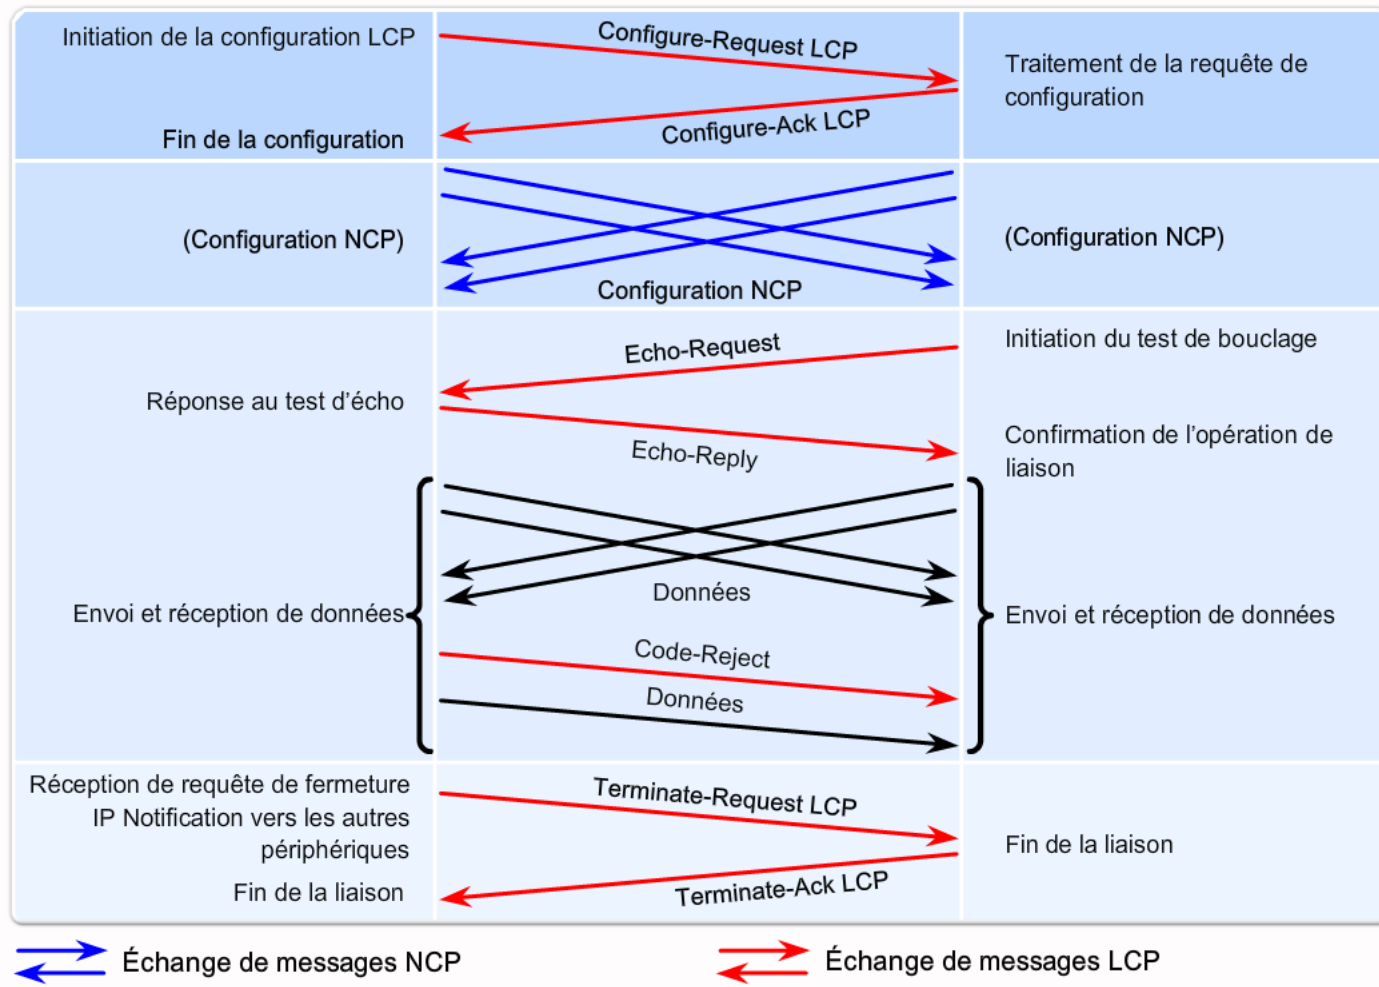 Initiation de la configuration LCP
Configure-Request LCP
Traitement de la requête de
configuration
Configure-Ack LCP
Fin de la configuration
(Configuration NCP)
(Configuration NCP)
Configuration NCP
Echo-Request
Initiation du test de bouclage
Réponse au test d'écho
Echo-Reply
Confirmation de l'opération de
liaison
Données
Envoi et réception de données
Envoi et réception de données
Code-Reject
Données
Réception de requête de fermeture
IP Notification vers les autres
périphériques
Terminate-Request LCP
Fin de la liaison
Fin de la liaison
Terminate-Ack LCP
Échange de messages NCP
Échange de messages LCP